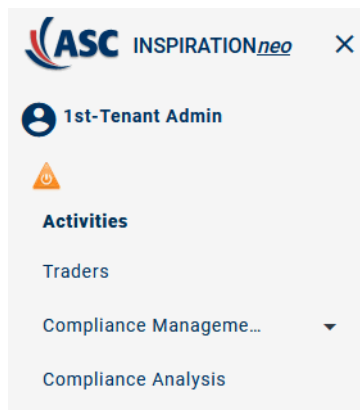 ASC INSPIRATIONneo
1st-Tenant Admin
Activities
Traders
Compliance Manageme...
Compliance Analysis